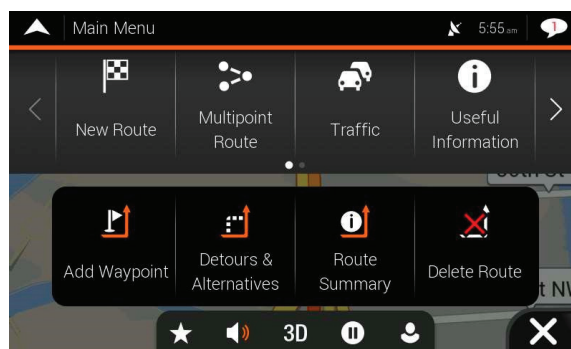 Main Menu
5:55 am
1
New Route
Multipoint
Route
Traffic
Useful
Information
Add Waypoint
Detours &
Alternatives
Route
Summary
Delete Route
t NW
3D